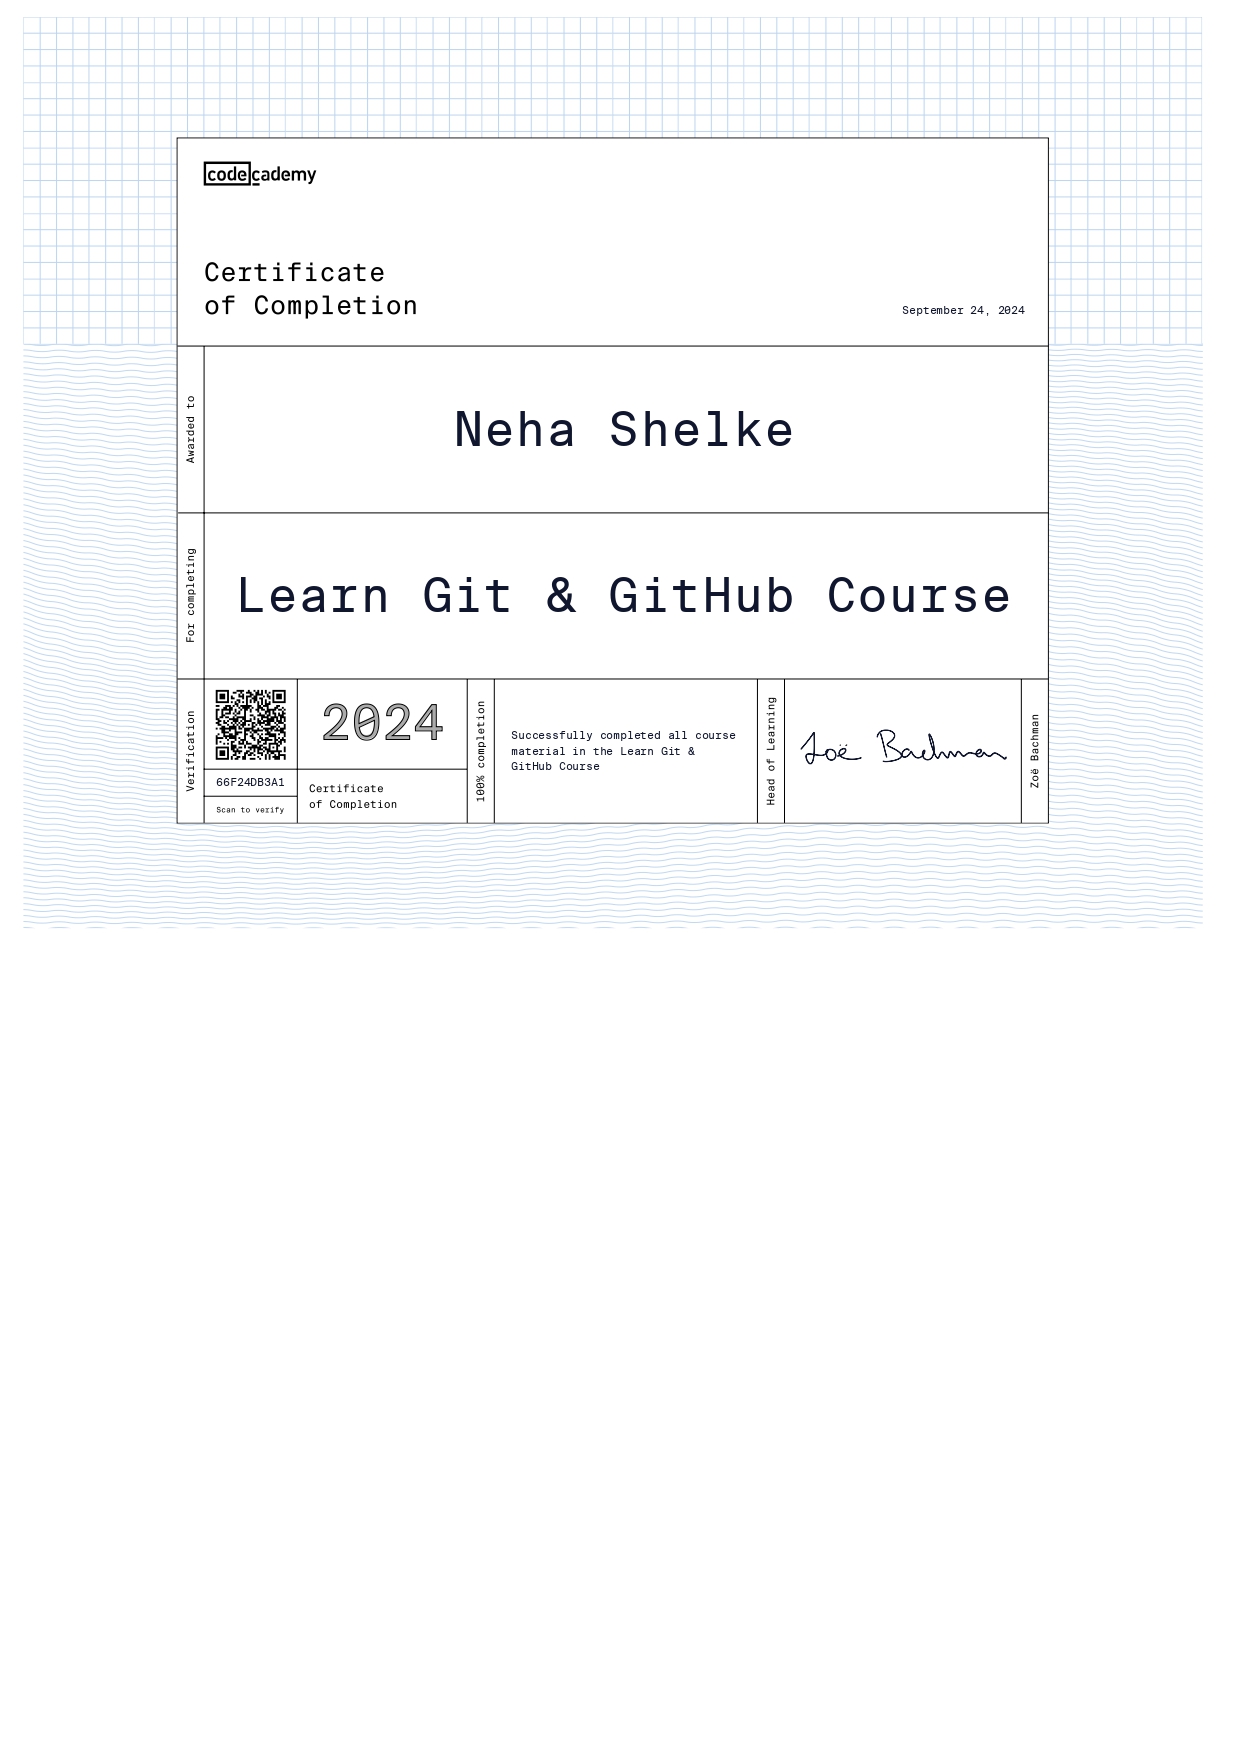 codecademy
Certificate
of Completion
September 24, 2024
Awarded to
Neha Shelke
For completing
Learn Git & GitHub Course
Verification
66F24DB3A1
Scan to verify
2024
Certificate
of Completion
100% completion
Successfully completed all course
material in the Learn Git &
GitHub Course
Head of Learning
Zoë Bachman
Zoë Bachman